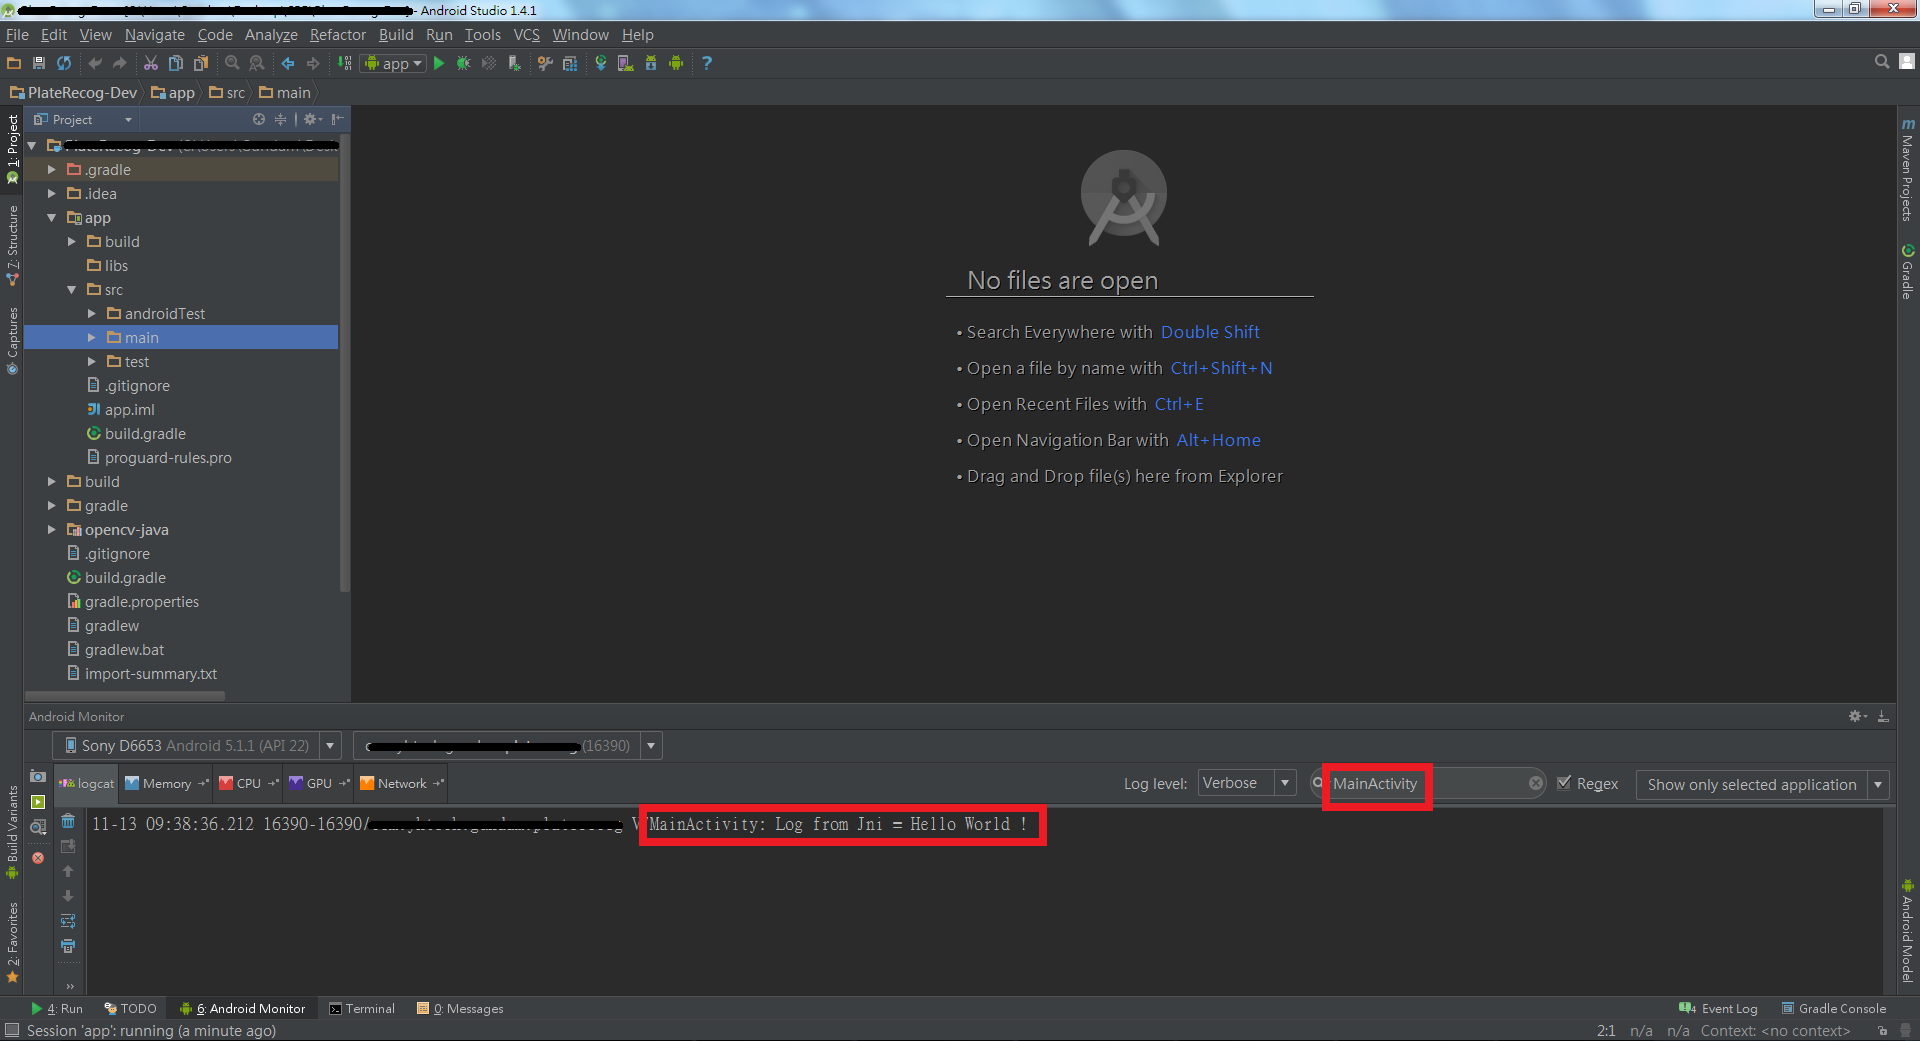 - Android Studio 1.4.1
File Edit View Navigate Code Analyze Refactor Build Run Tools VCS Window Help
app
PlateRecog-Dev app src main
Project
1: Project
7: Structure
Captures
Build Variants
2: Favorites
.gradle
.idea
app
build
libs
src
androidTest
main
test
.gitignore
app.iml
build.gradle
proguard-rules.pro
build
gradle
opencv-java
.gitignore
build.gradle
gradle.properties
gradlew
gradlew.bat
import-summary.txt
No files are open
• Search Everywhere with Double Shift
• Open a file by name with Ctrl+Shift+N
• Open Recent Files with Ctrl+E
• Open Navigation Bar with Alt+Home
• Drag and Drop file(s) here from Explorer
m Maven Projects
Gradle
Android Model
Android Monitor
Sony D6653 Android 5.1.1 (API 22) (16390)
logcat Memory CPU GPU Network Log level: Verbose MainActivity Regex Show only selected application
11-13 09:38:36.212 16390-16390/ V/MainActivity: Log from Jni = Hello World !
4: Run TODO 6: Android Monitor Terminal 0: Messages Event Log Gradle Console
Session 'app': running (a minute ago) 2:1 n/a n/a Context: <no context>